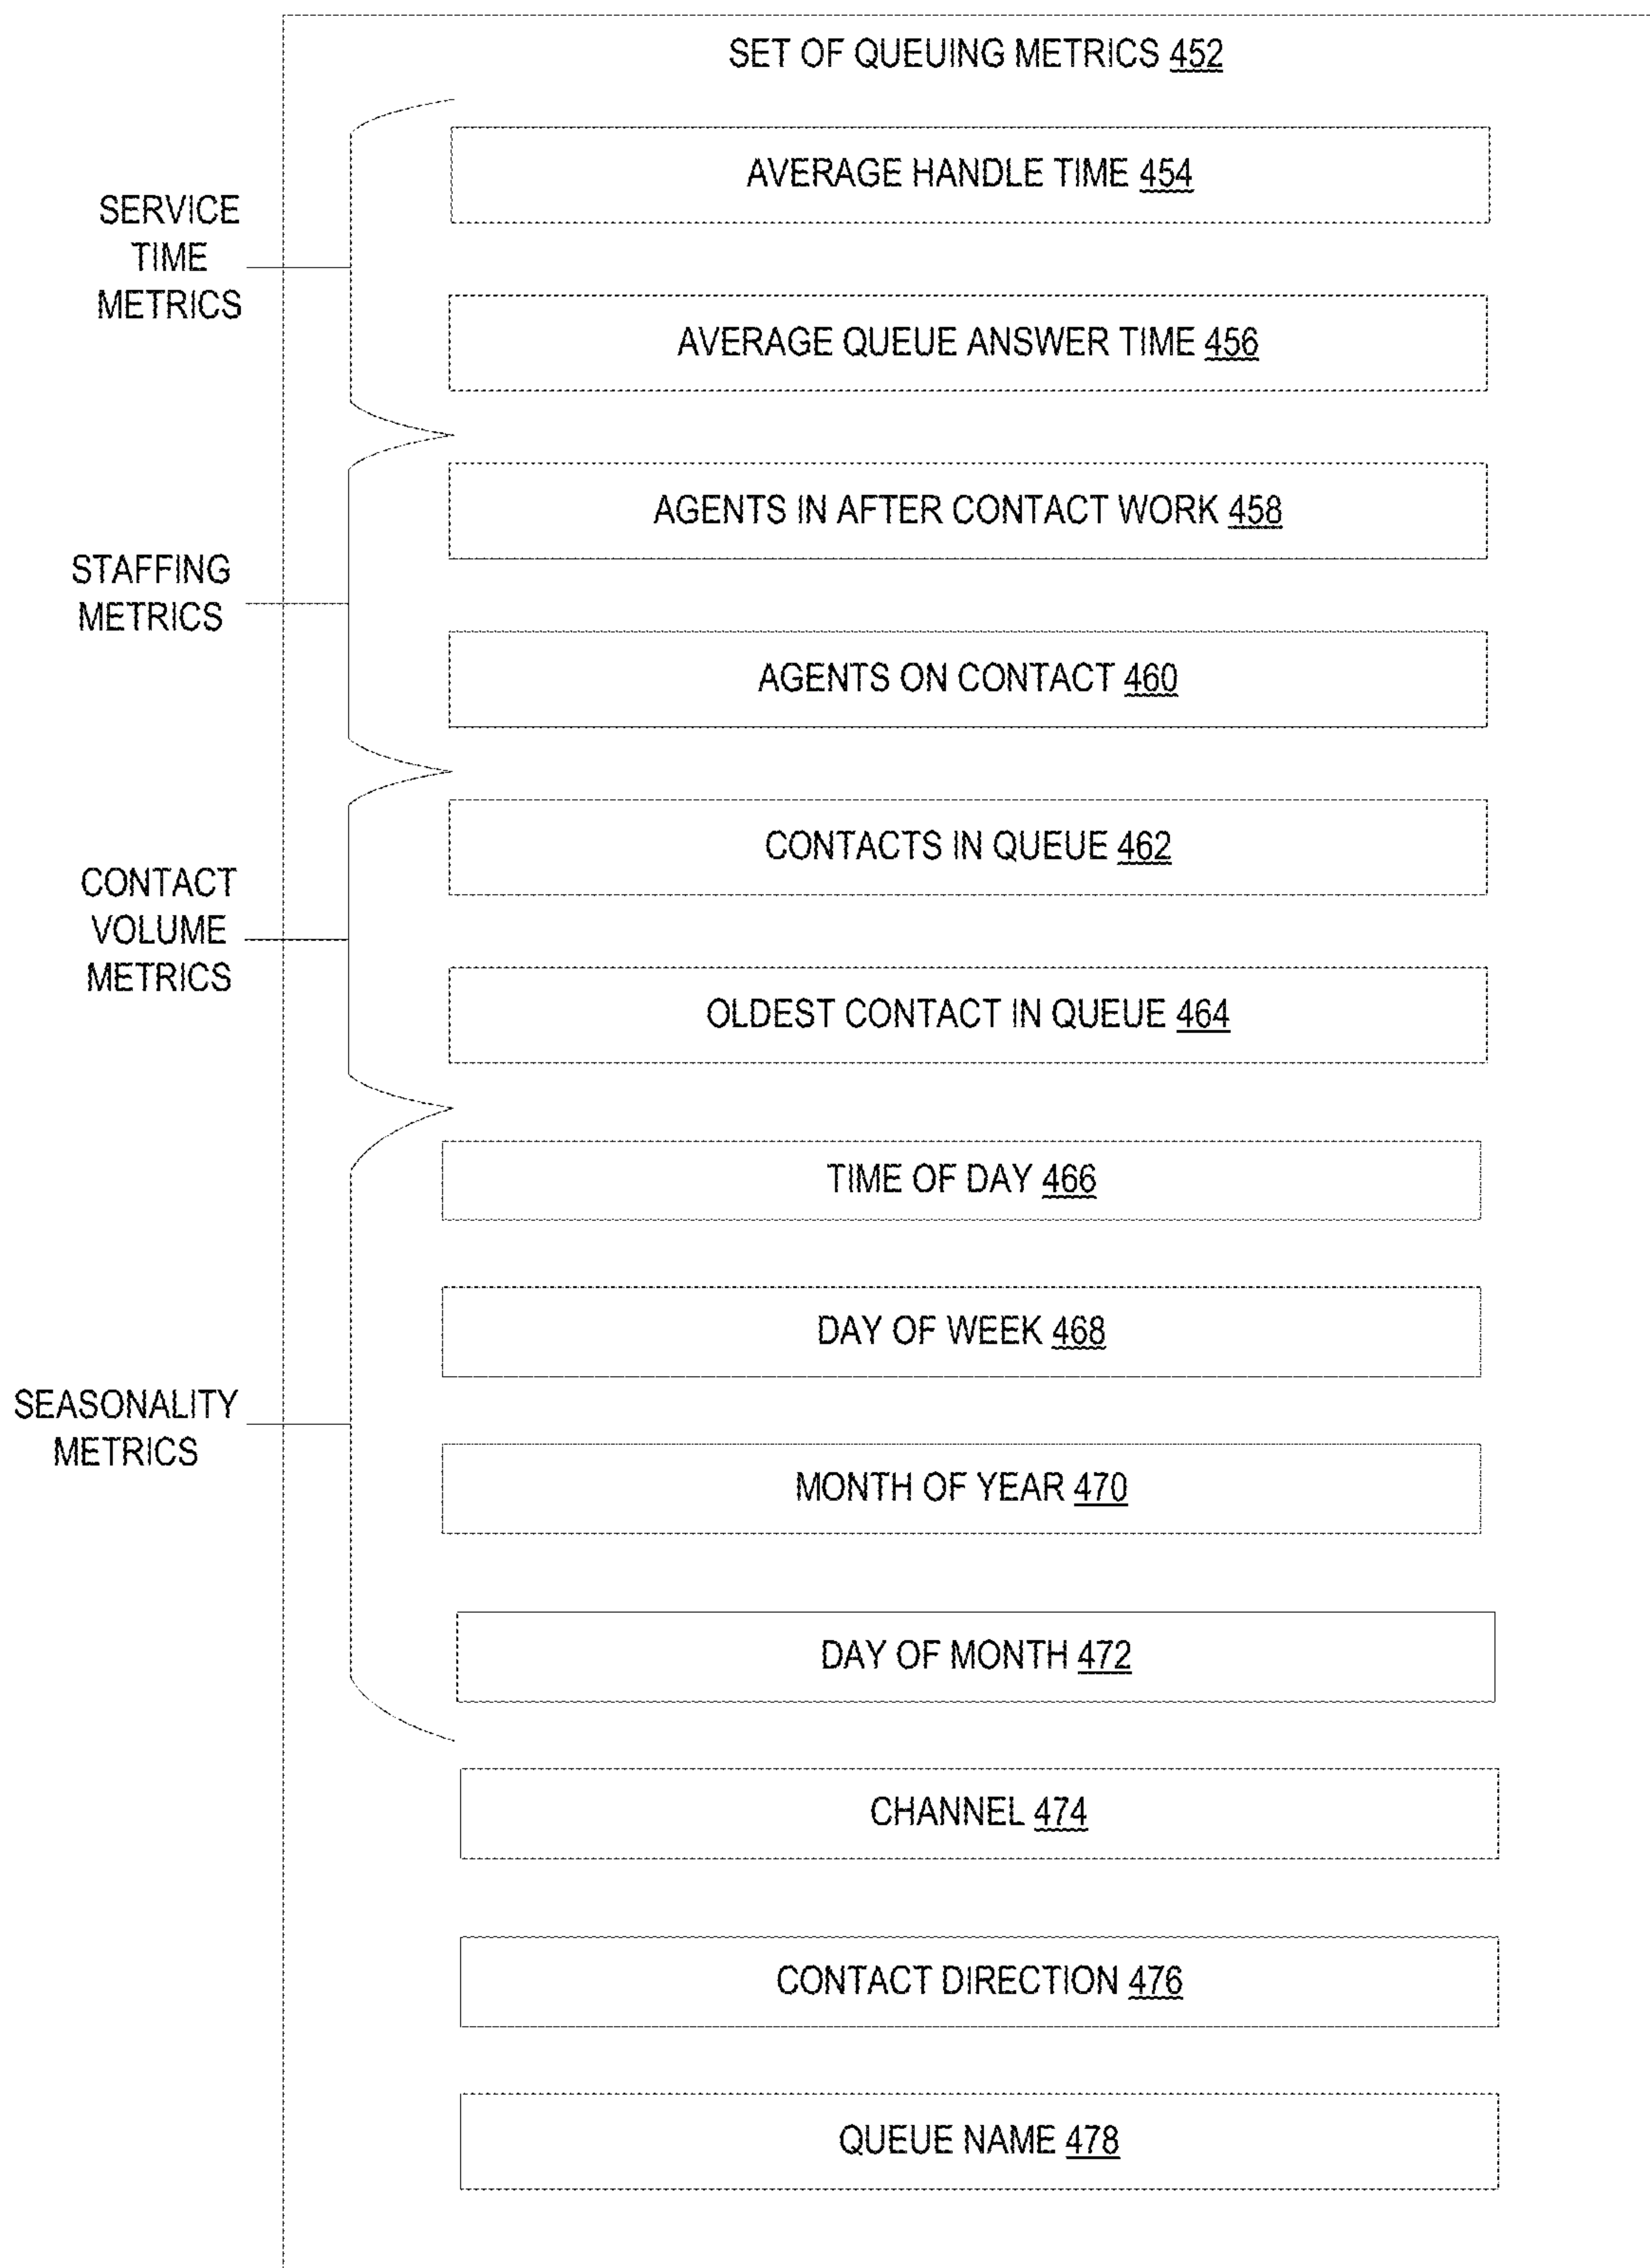 SET OF QUEUING METRICS 452
SERVICE
TIME
METRICS
AVERAGE HANDLE TIME 454
AVERAGE QUEUE ANSWER TIME 456
STAFFING
METRICS
AGENTS IN AFTER CONTACT WORK 458
AGENTS ON CONTACT 460
CONTACT
VOLUME
METRICS
CONTACTS IN QUEUE 462
OLDEST CONTACT IN QUEUE 464
SEASONALITY
METRICS
TIME OF DAY 466
DAY OF WEEK 468
MONTH OF YEAR 470
DAY OF MONTH 472
CHANNEL 474
CONTACT DIRECTION 476
QUEUE NAME 478